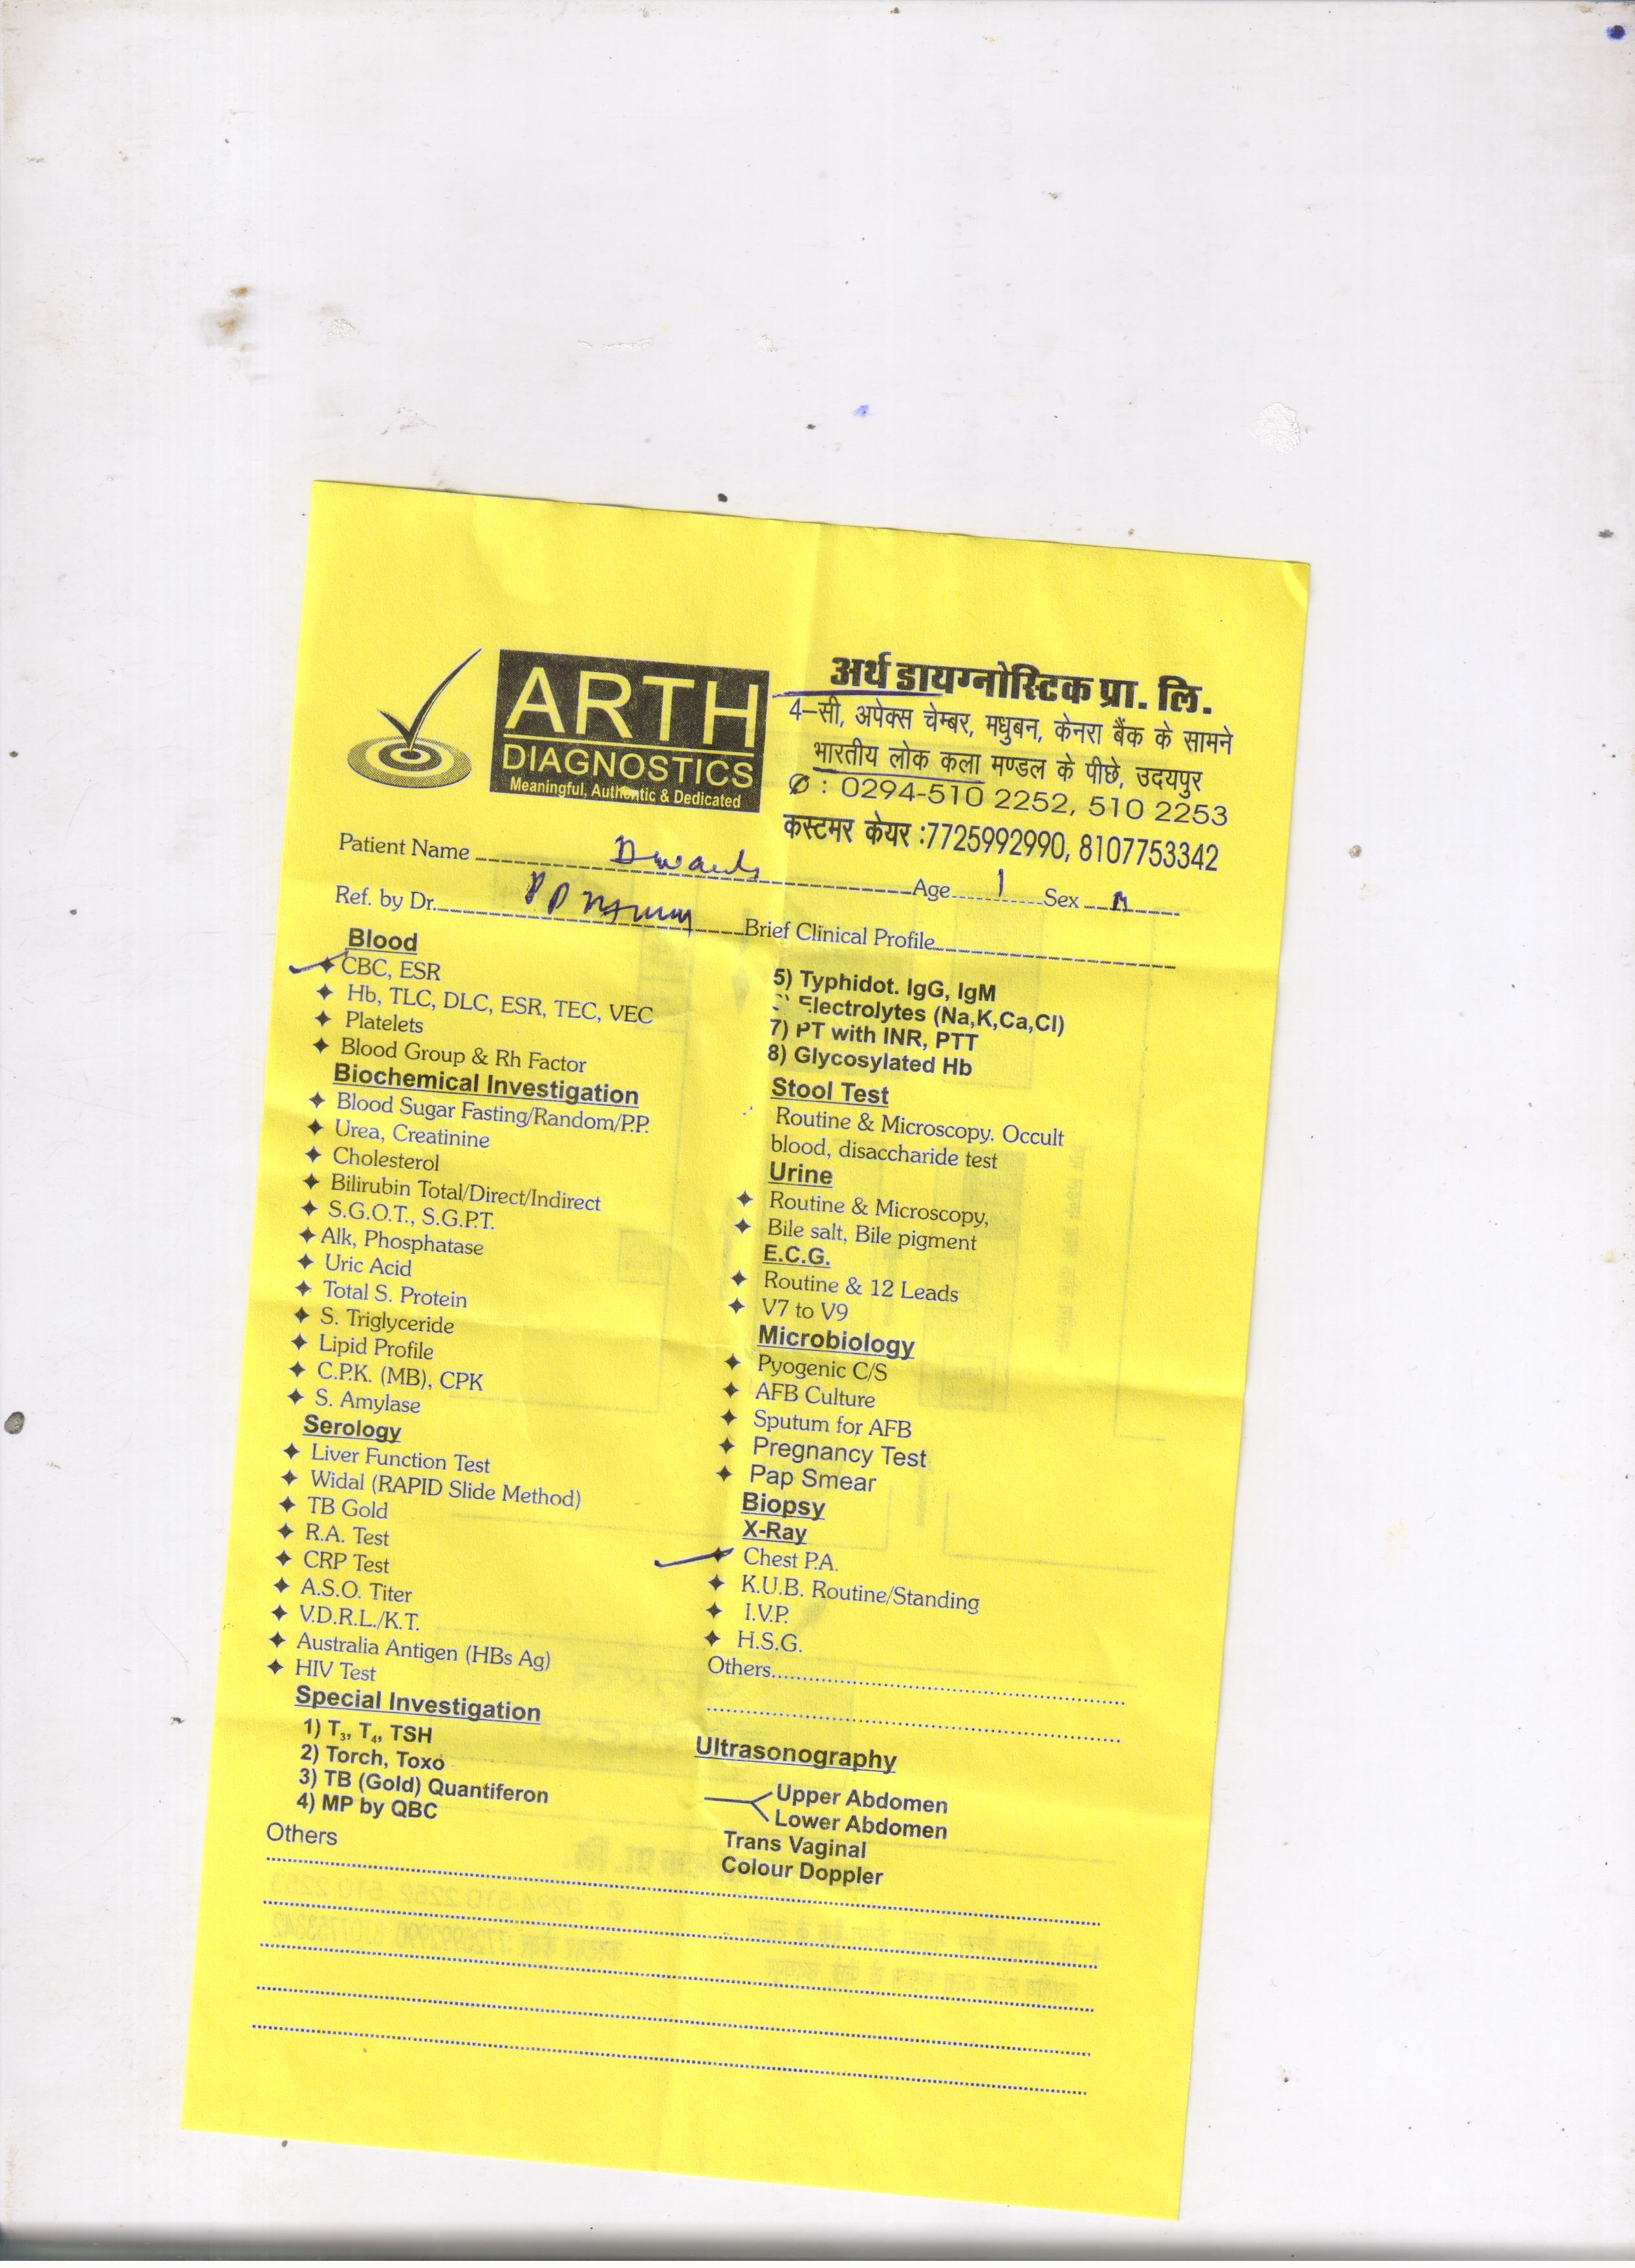 ARTH
DIAGNOSTICS
Meaningful, Authentic & Dedicated
अर्थ डायग्नोस्टिक प्रा. लि.
4-सी, अपेक्स चेम्बर, मधुबन, केनरा बैंक के सामने
भारतीय लोक कला मण्डल के पीछे, उदयपुर
✆ : 0294-510 2252, 510 2253
कस्टमर केयर :7725992990, 8107753342
Patient Name
Age 1 Sex M
Ref. by Dr.
Brief Clinical Profile
Blood
CBC, ESR
Hb, TLC, DLC, ESR, TEC, VEC
Platelets
Blood Group & Rh Factor
Biochemical Investigation
Blood Sugar Fasting/Random/P.P.
Urea, Creatinine
Cholesterol
Bilirubin Total/Direct/Indirect
S.G.O.T., S.G.P.T.
Alk, Phosphatase
Uric Acid
Total S. Protein
S. Triglyceride
Lipid Profile
C.P.K. (MB), CPK
S. Amylase
Serology
Liver Function Test
Widal (RAPID Slide Method)
TB Gold
R.A. Test
CRP Test
A.S.O. Titer
V.D.R.L./K.T.
Australia Antigen (HBs Ag)
HIV Test
Special Investigation
1) T₃, T₄, TSH
2) Torch, Toxo
3) TB (Gold) Quantiferon
4) MP by QBC
Others
5) Typhidot. IgG, IgM
Electrolytes (Na,K,Ca,Cl)
7) PT with INR, PTT
8) Glycosylated Hb
Stool Test
Routine & Microscopy. Occult
blood, disaccharide test
Urine
Routine & Microscopy,
Bile salt, Bile pigment
E.C.G.
Routine & 12 Leads
V7 to V9
Microbiology
Pyogenic C/S
AFB Culture
Sputum for AFB
Pregnancy Test
Pap Smear
Biopsy
X-Ray
Chest P.A.
K.U.B. Routine/Standing
I.V.P.
H.S.G.
Others
Ultrasonography
Upper Abdomen
Lower Abdomen
Trans Vaginal
Colour Doppler